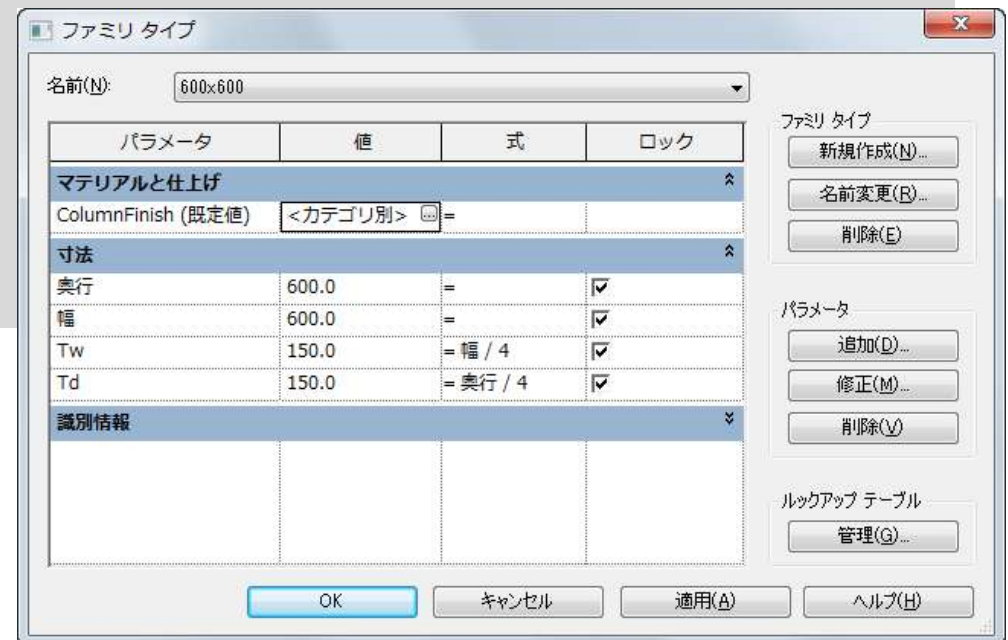 ファミリ タイプ
名前(N): 600x600
パラメータ 値 式 ロック
マテリアルと仕上げ
ColumnFinish (既定値) <カテゴリ別> ... =
寸法
奥行 600.0 =
幅 600.0 =
Tw 150.0 = 幅 / 4
Td 150.0 = 奥行 / 4
識別情報
ファミリ タイプ
新規作成(N)...
名前変更(R)...
削除(E)
パラメータ
追加(D)...
修正(M)...
削除(V)
ルックアップ テーブル
管理(G)...
OK キャンセル 適用(A) ヘルプ(H)